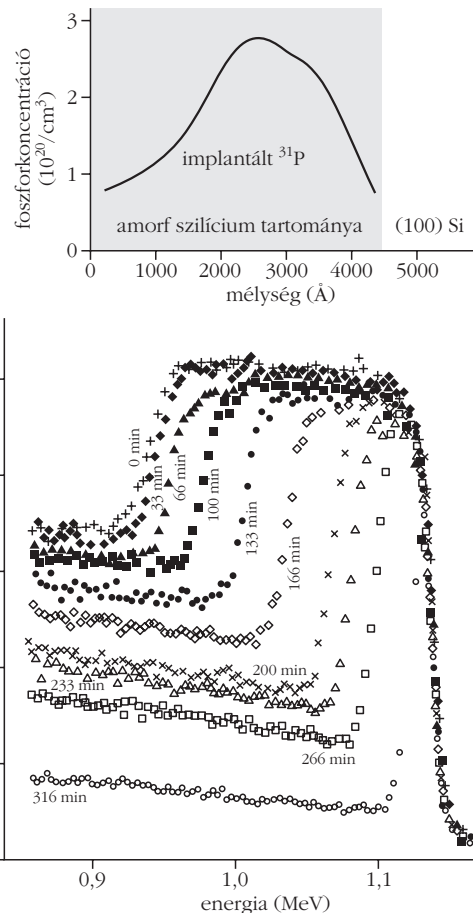 foszforkoncentráció
(10²⁰/cm³)
3
2
1
0
implantált ³¹P
amorf szilícium tartománya
(100) Si
0
1000
2000
3000
4000
5000
mélység (Å)
0 min
33 min
66 min
100 min
133 min
166 min
200 min
233 min
266 min
316 min
0,9
1,0
1,1
energia (MeV)